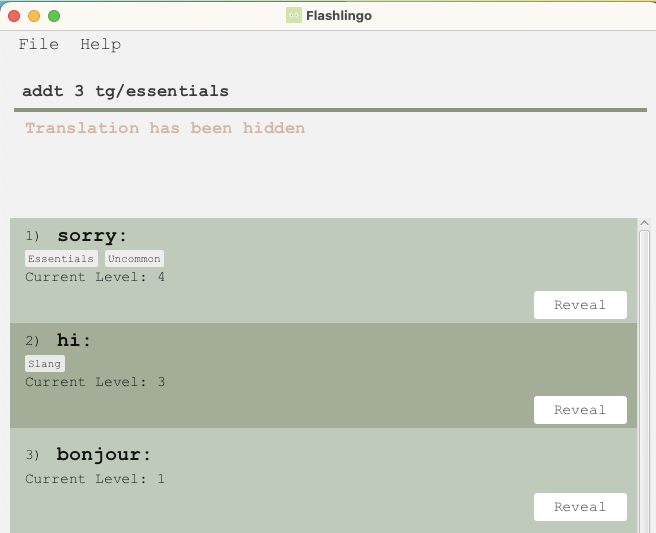 Flashlingo
File Help
addt 3 tg/essentials
Translation has been hidden
1) sorry:
Essentials Uncommon
Current Level: 4
Reveal
2) hi:
Slang
Current Level: 3
Reveal
3) bonjour:
Current Level: 1
Reveal